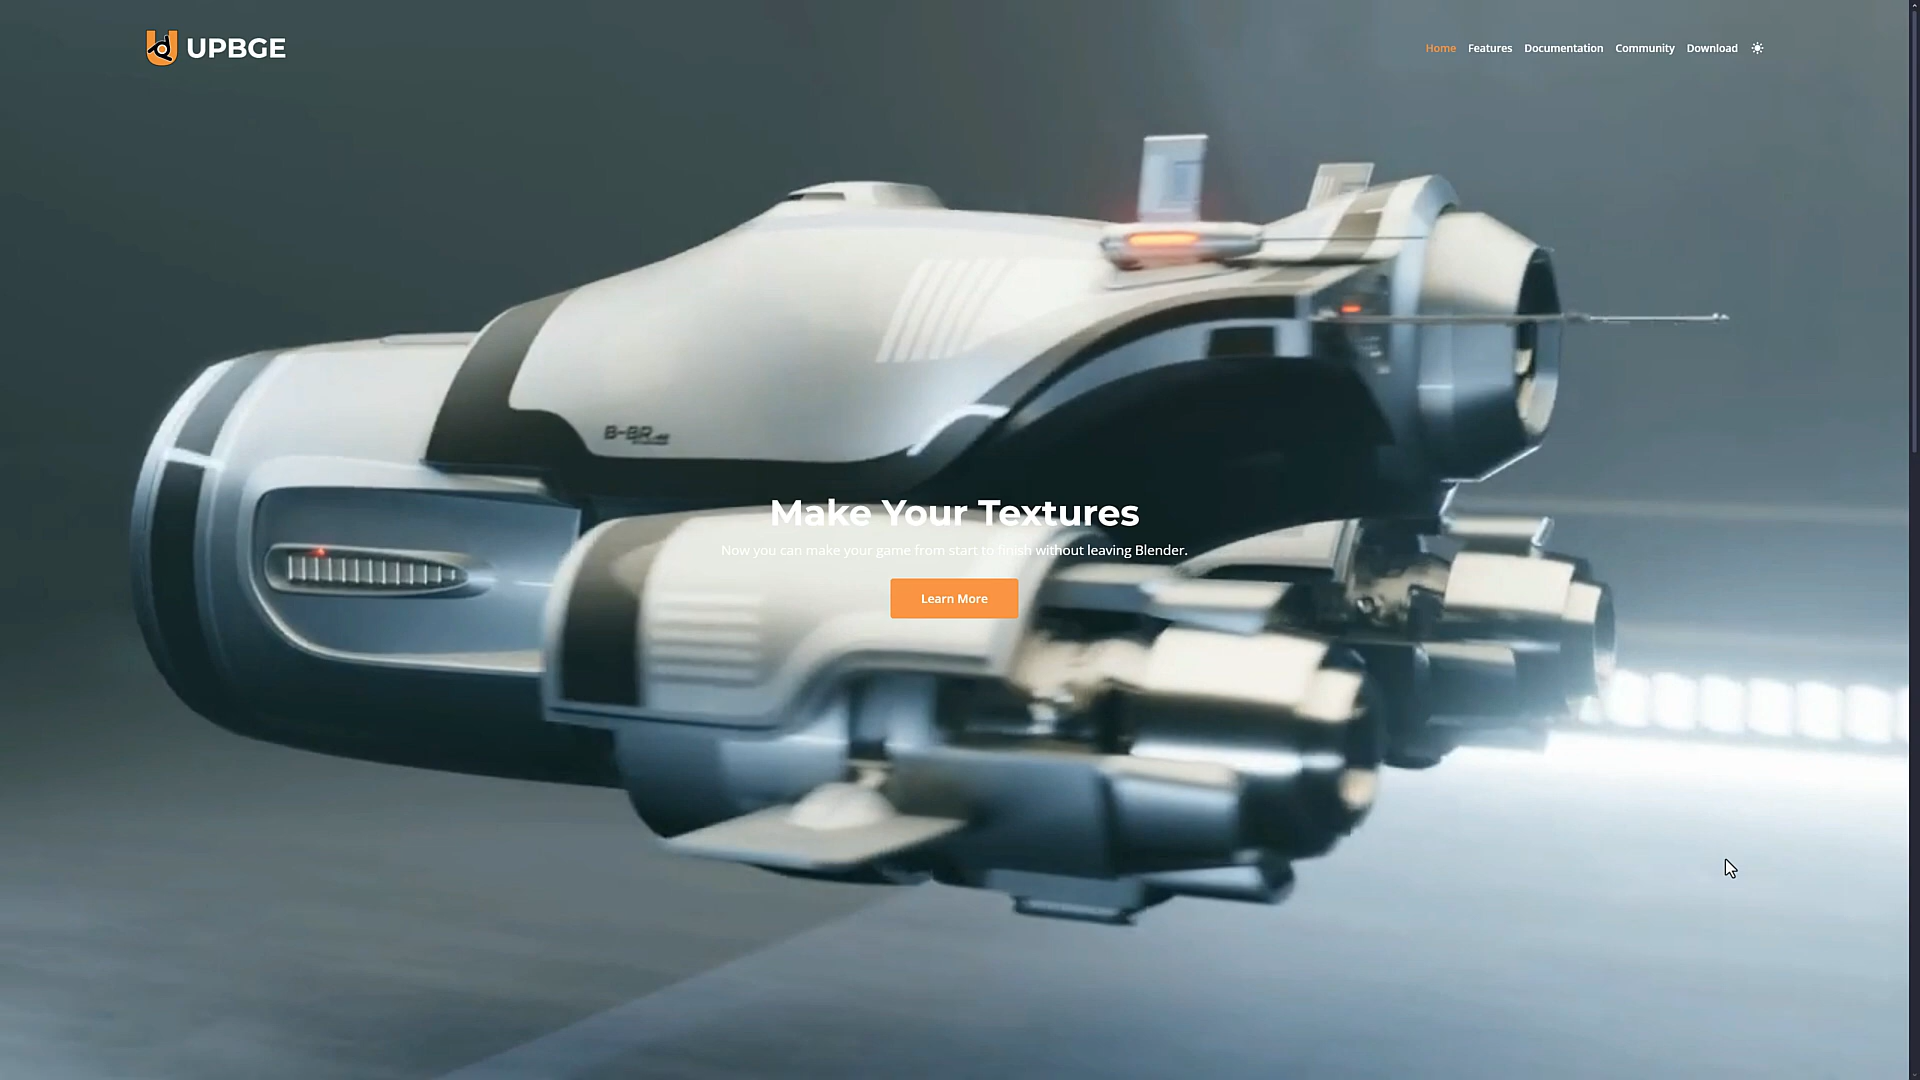 UPBGE
Home Features Documentation Community Download
B-BR
Make Your Textures
Now you can make your game from start to finish without leaving Blender.
Learn More